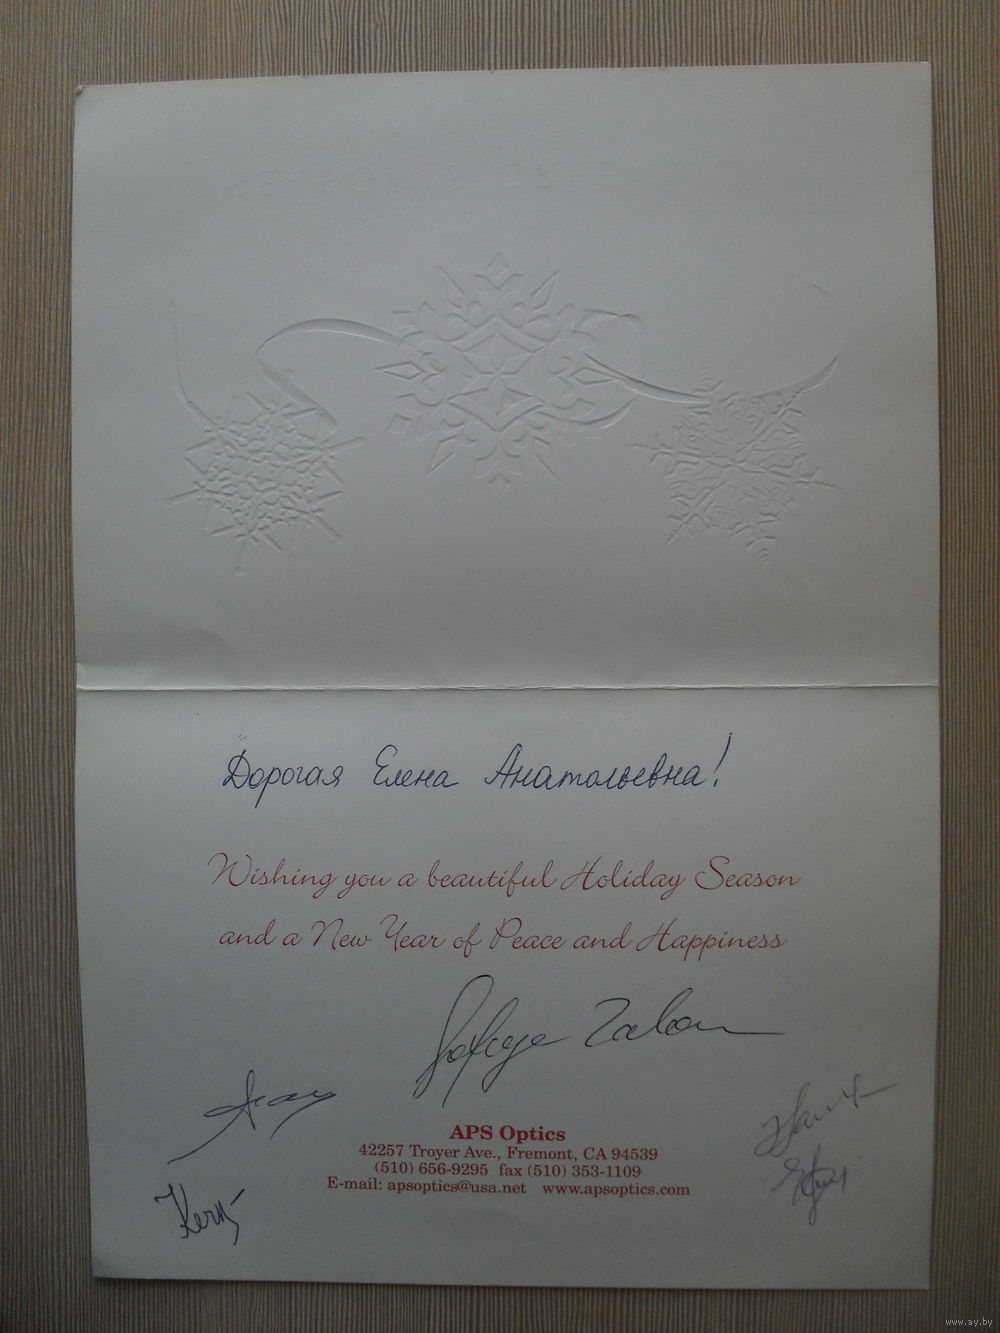 Дорогая Елена Анатольевна!
Wishing you a beautiful Holiday Season
and a New Year of Peace and Happiness
APS Optics
42257 Troyer Ave., Fremont, CA 94539
(510) 656-9295 fax (510) 353-1109
E-mail: apsoptics@usa.net www.apsoptics.com
www.ay.by